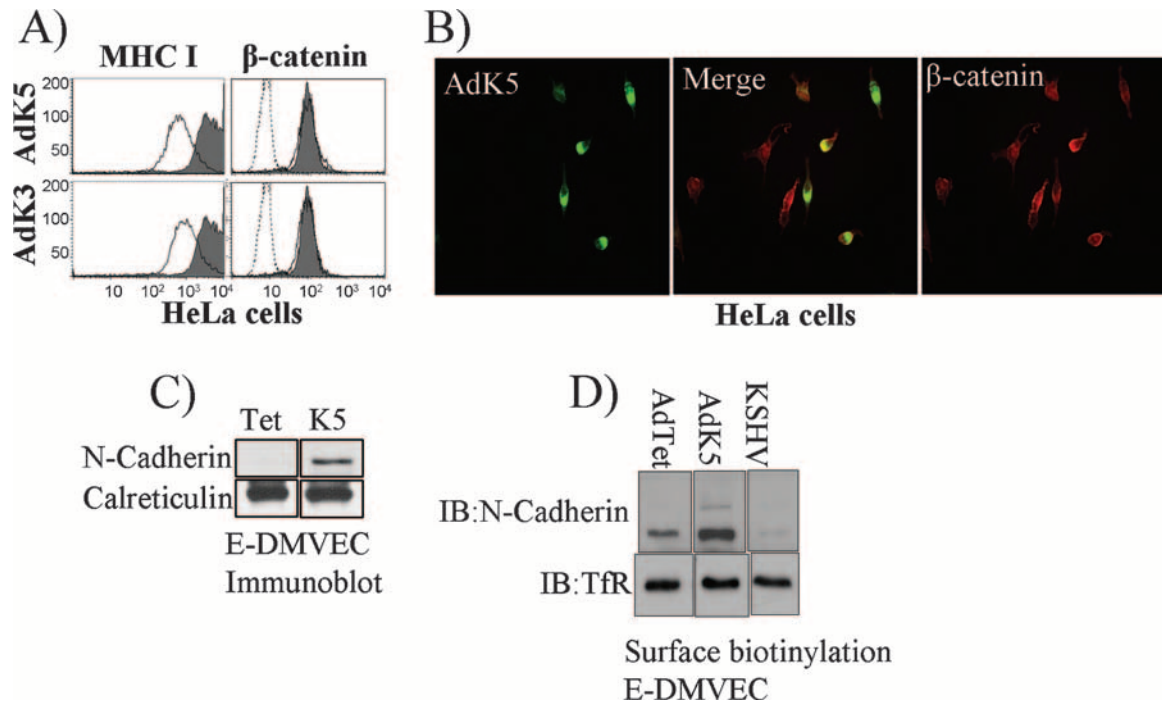 A)
MHC I β-catenin
AdK5
200
100
50
AdK3
200
100
50
10 10² 10³ 10⁴ 10 10² 10³ 10⁴
HeLa cells
B)
AdK5 Merge β-catenin
HeLa cells
C)
Tet K5
N-Cadherin
Calreticulin
E-DMVEC
Immunoblot
D)
AdTet AdK5 KSHV
IB:N-Cadherin
IB:TfR
Surface biotinylation
E-DMVEC